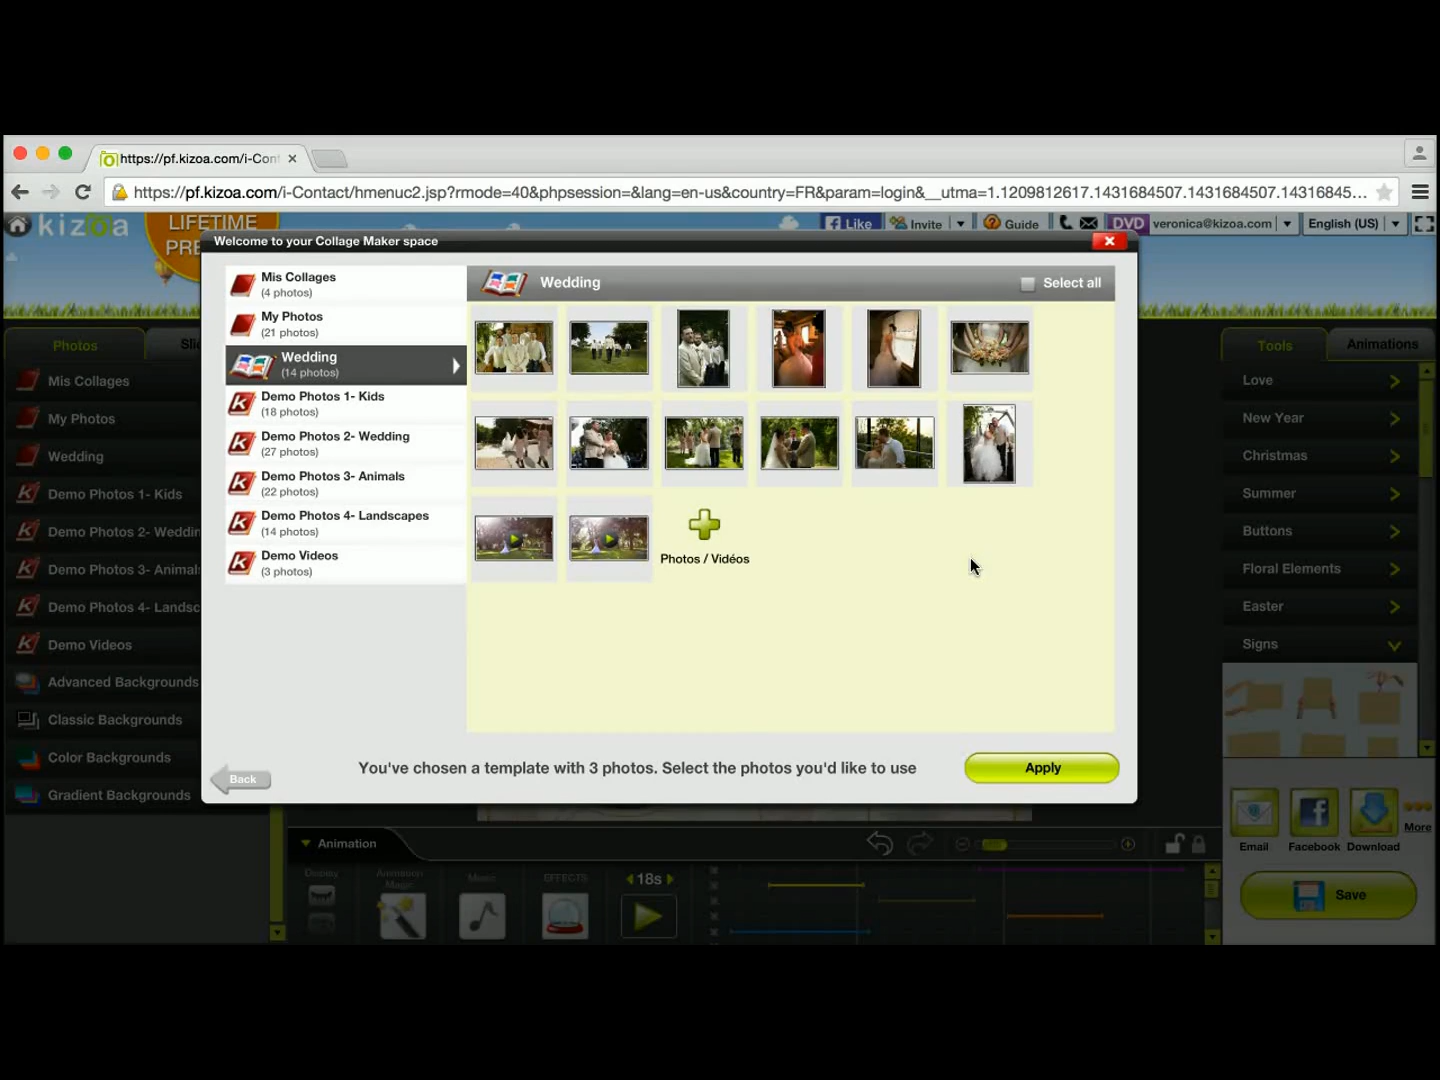 https://pf.kizoa.com/i-Con
https://pf.kizoa.com/i-Contact/hmenuc2.jsp?rmode=40&phpsession=&lang=en-us&country=FR&param=login&__utma=1.1209812617.1431684507.1431684507.14316845...
kizoa
LIFETIME
PRE
Like
Invite
Guide
DVD
veronica@kizoa.com
English (US)
Welcome to your Collage Maker space
Mis Collages
(4 photos)
My Photos
(21 photos)
Wedding
(14 photos)
Demo Photos 1- Kids
(18 photos)
Demo Photos 2- Wedding
(27 photos)
Demo Photos 3- Animals
(22 photos)
Demo Photos 4- Landscapes
(14 photos)
Demo Videos
(3 photos)
Wedding
Select all
Photos / Vidéos
Back
You've chosen a template with 3 photos. Select the photos you'd like to use
Apply
Photos
Sli
Mis Collages
My Photos
Wedding
Demo Photos 1- Kids
Demo Photos 2- Weddin
Demo Photos 3- Animal
Demo Photos 4- Landsc
Demo Videos
Advanced Backgrounds
Classic Backgrounds
Color Backgrounds
Gradient Backgrounds
Tools
Animations
Love
New Year
Christmas
Summer
Buttons
Floral Elements
Easter
Signs
Email
Facebook
Download
More
Save
Animation
Display
Animation
Magic
Music
EFFECTS
18s